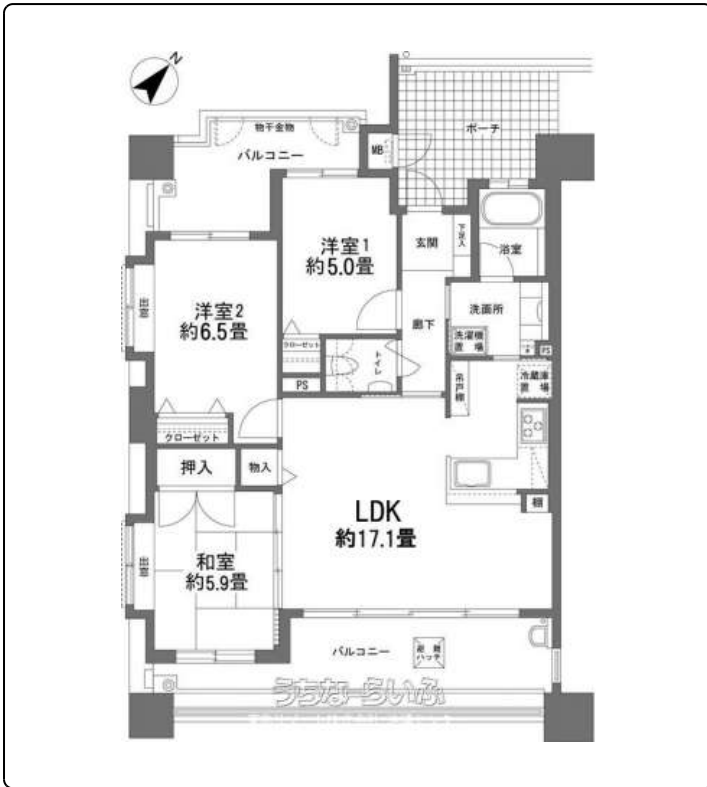 N
物干金物
バルコニー
MB
ポーチ
洋室1
約5.0畳
玄関
下足入
浴室
洋室2
約6.5畳
出窓
廊下
洗面所
洗濯機
置場
PS
クローゼット
トイレ
PS
吊戸棚
冷蔵庫
置場
クローゼット
押入
物入
LDK
約17.1畳
棚
出窓
和室
約5.9畳
バルコニー
避難
ハッチ
うちなーらいふ